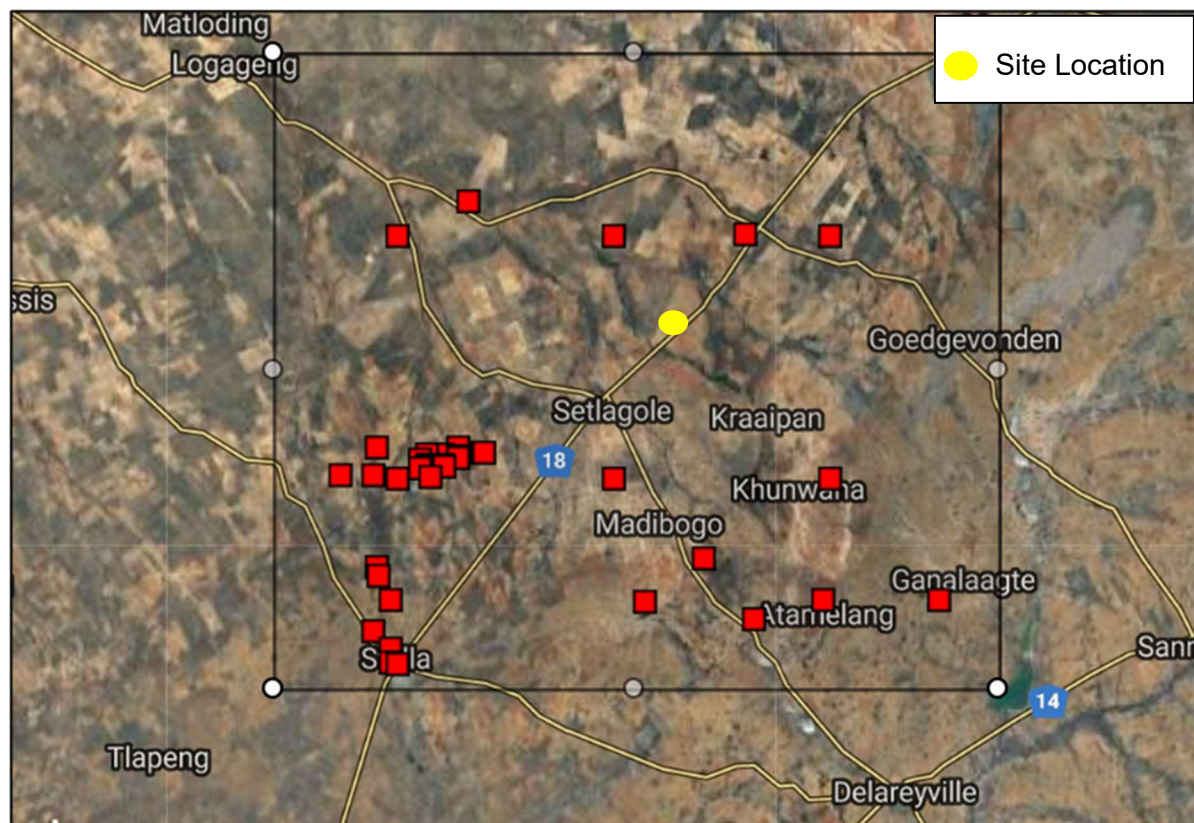 Matloding
Logageng
Site Location
ssis
Goedgevonden
Setlagole
Kraaipan
18
Khunwana
Madibogo
Ganalaagte
Atamelang
Sann
14
Tlapeng
Delareyville